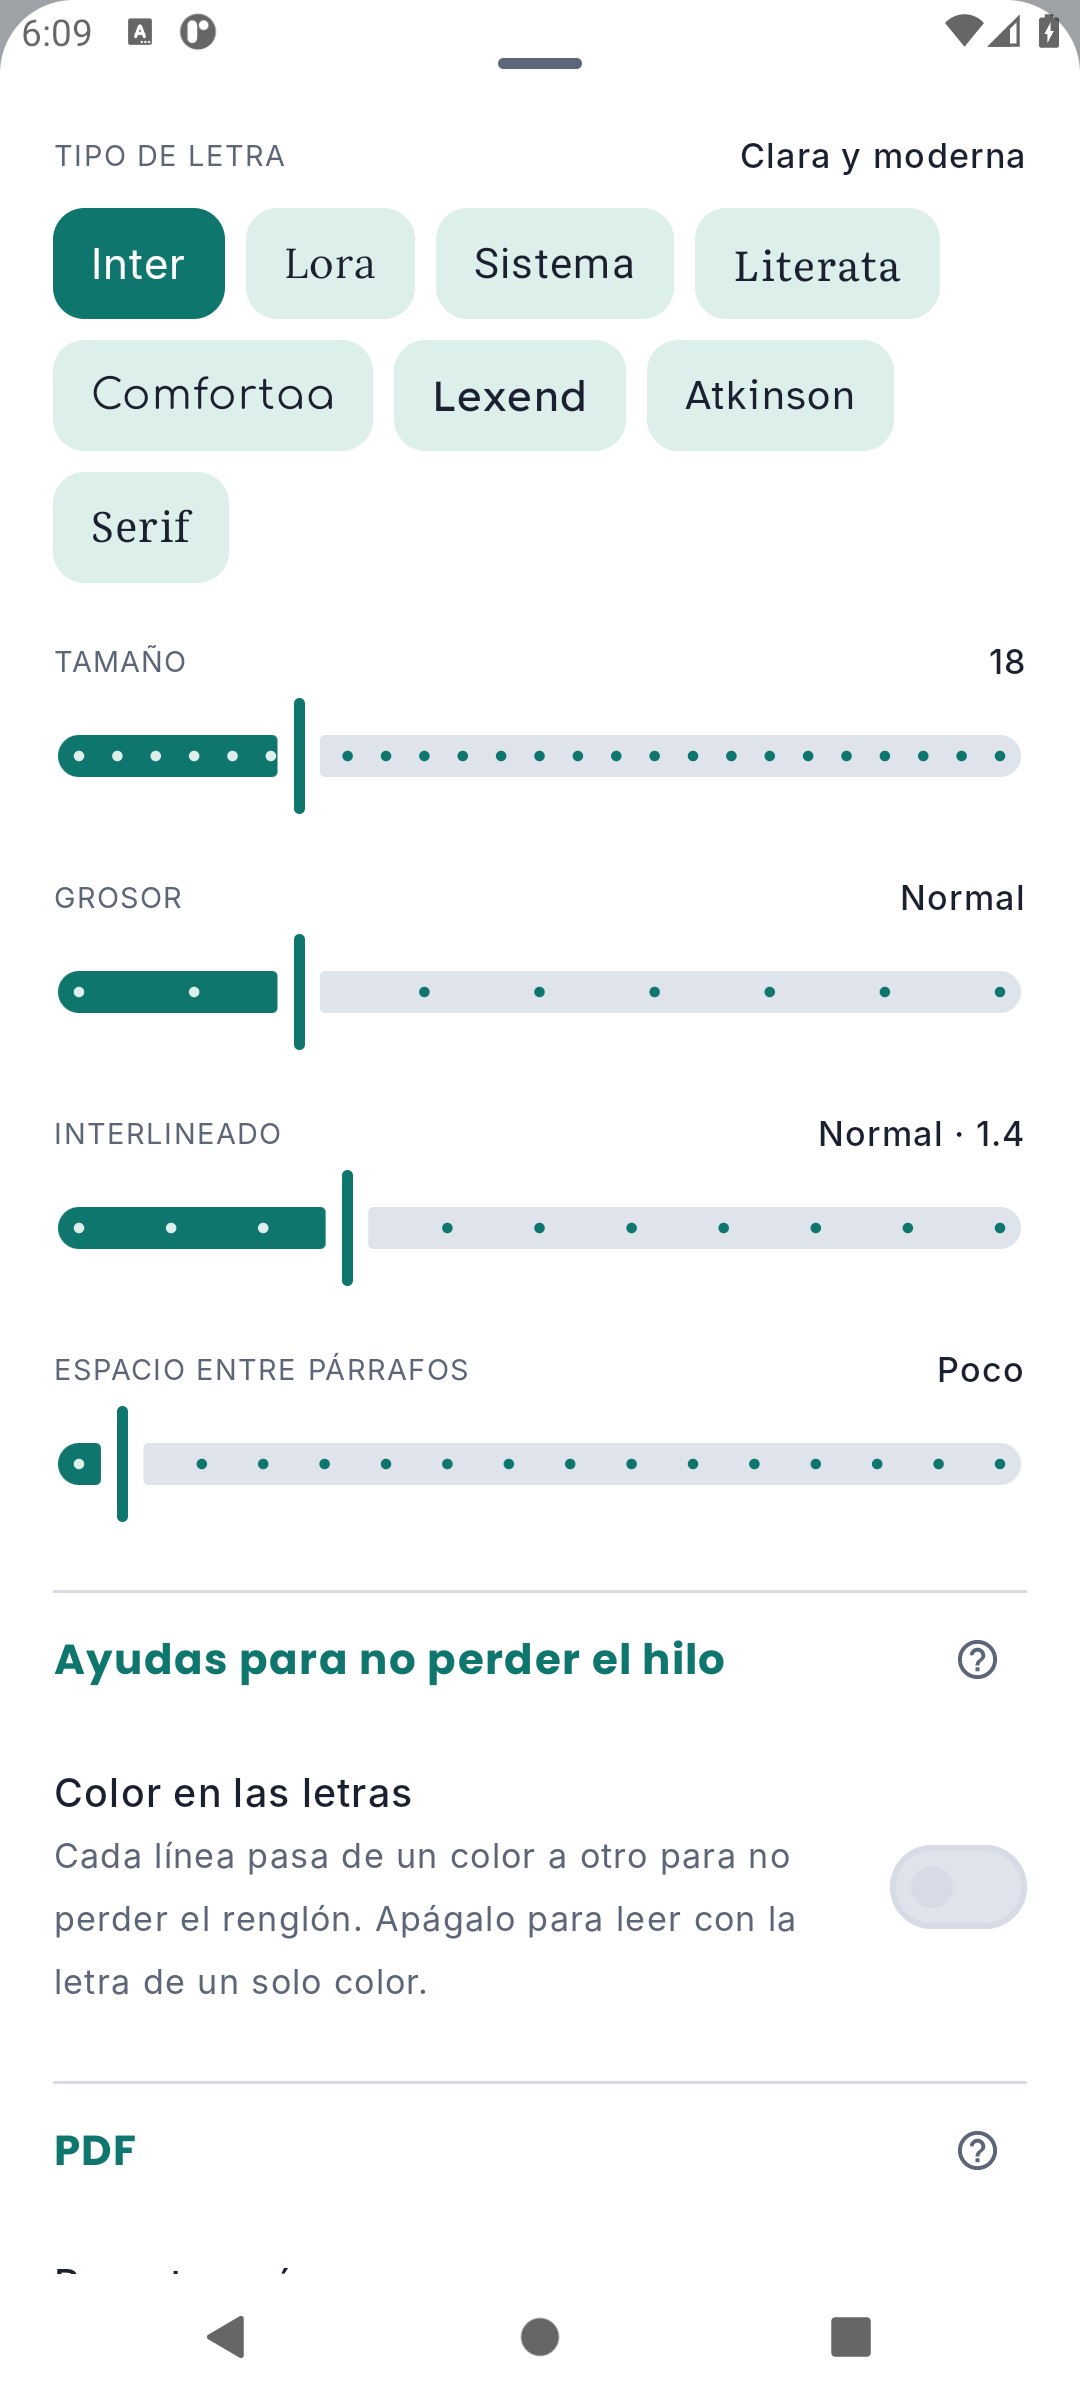 6:09
TIPO DE LETRA
Clara y moderna
Inter
Lora
Sistema
Literata
Comfortaa
Lexend
Atkinson
Serif
TAMAÑO
18
GROSOR
Normal
INTERLINEADO
Normal · 1.4
ESPACIO ENTRE PÁRRAFOS
Poco
Ayudas para no perder el hilo
Color en las letras
Cada línea pasa de un color a otro para no
perder el renglón. Apágalo para leer con la
letra de un solo color.
PDF